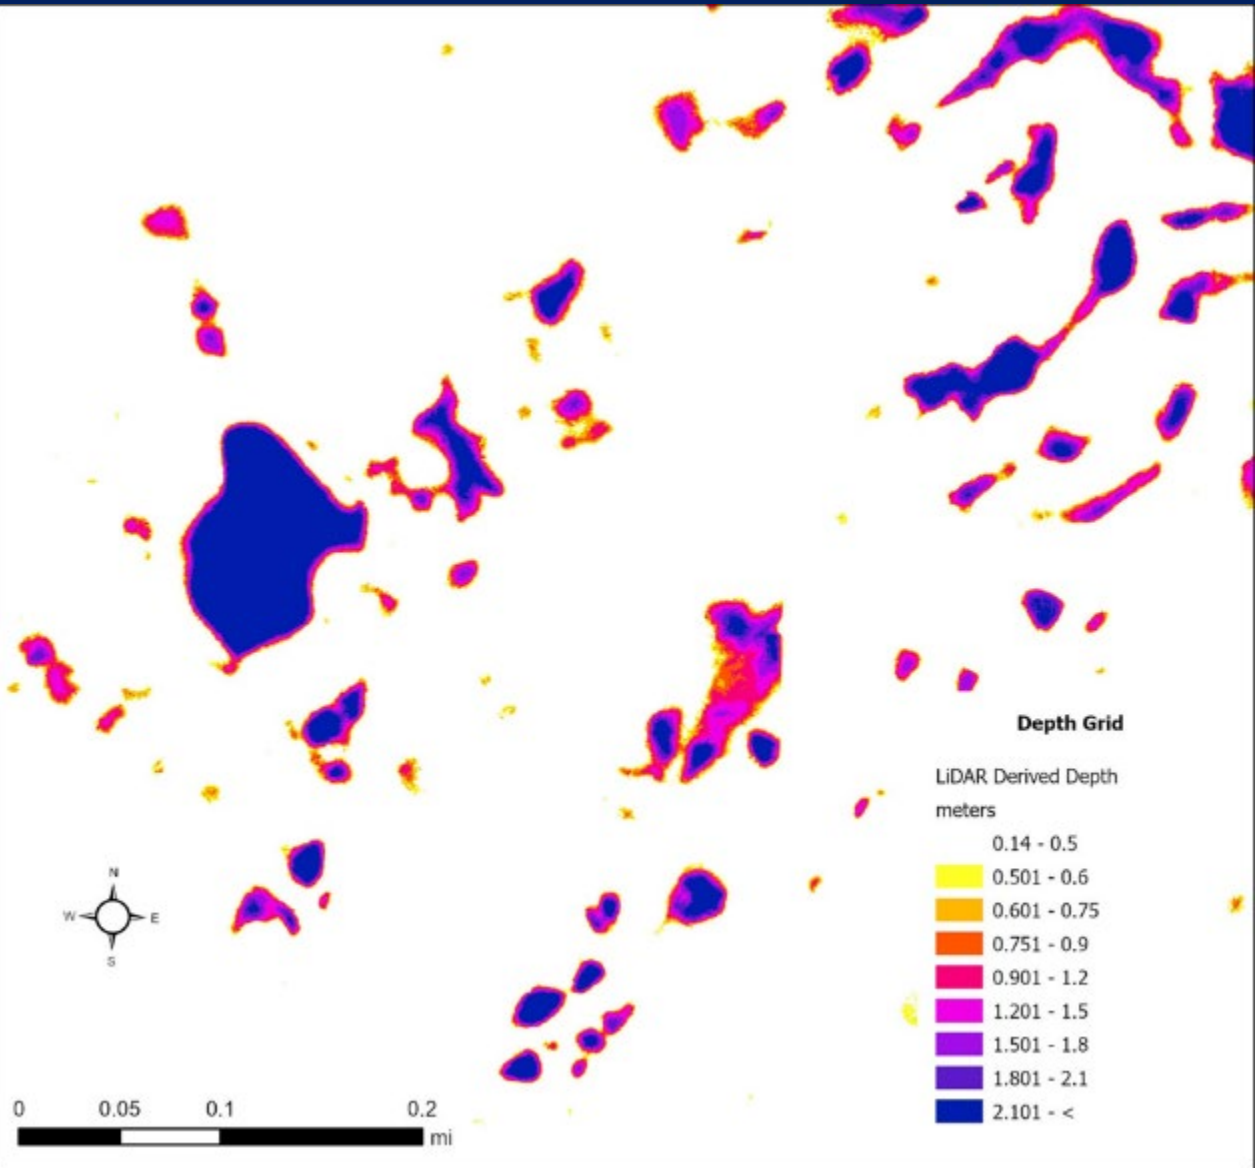 Depth Grid
LiDAR Derived Depth
meters
0.14 - 0.5
0.501 - 0.6
0.601 - 0.75
0.751 - 0.9
0.901 - 1.2
1.201 - 1.5
1.501 - 1.8
1.801 - 2.1
2.101 - <
N
W E
S
0 0.05 0.1 0.2
mi